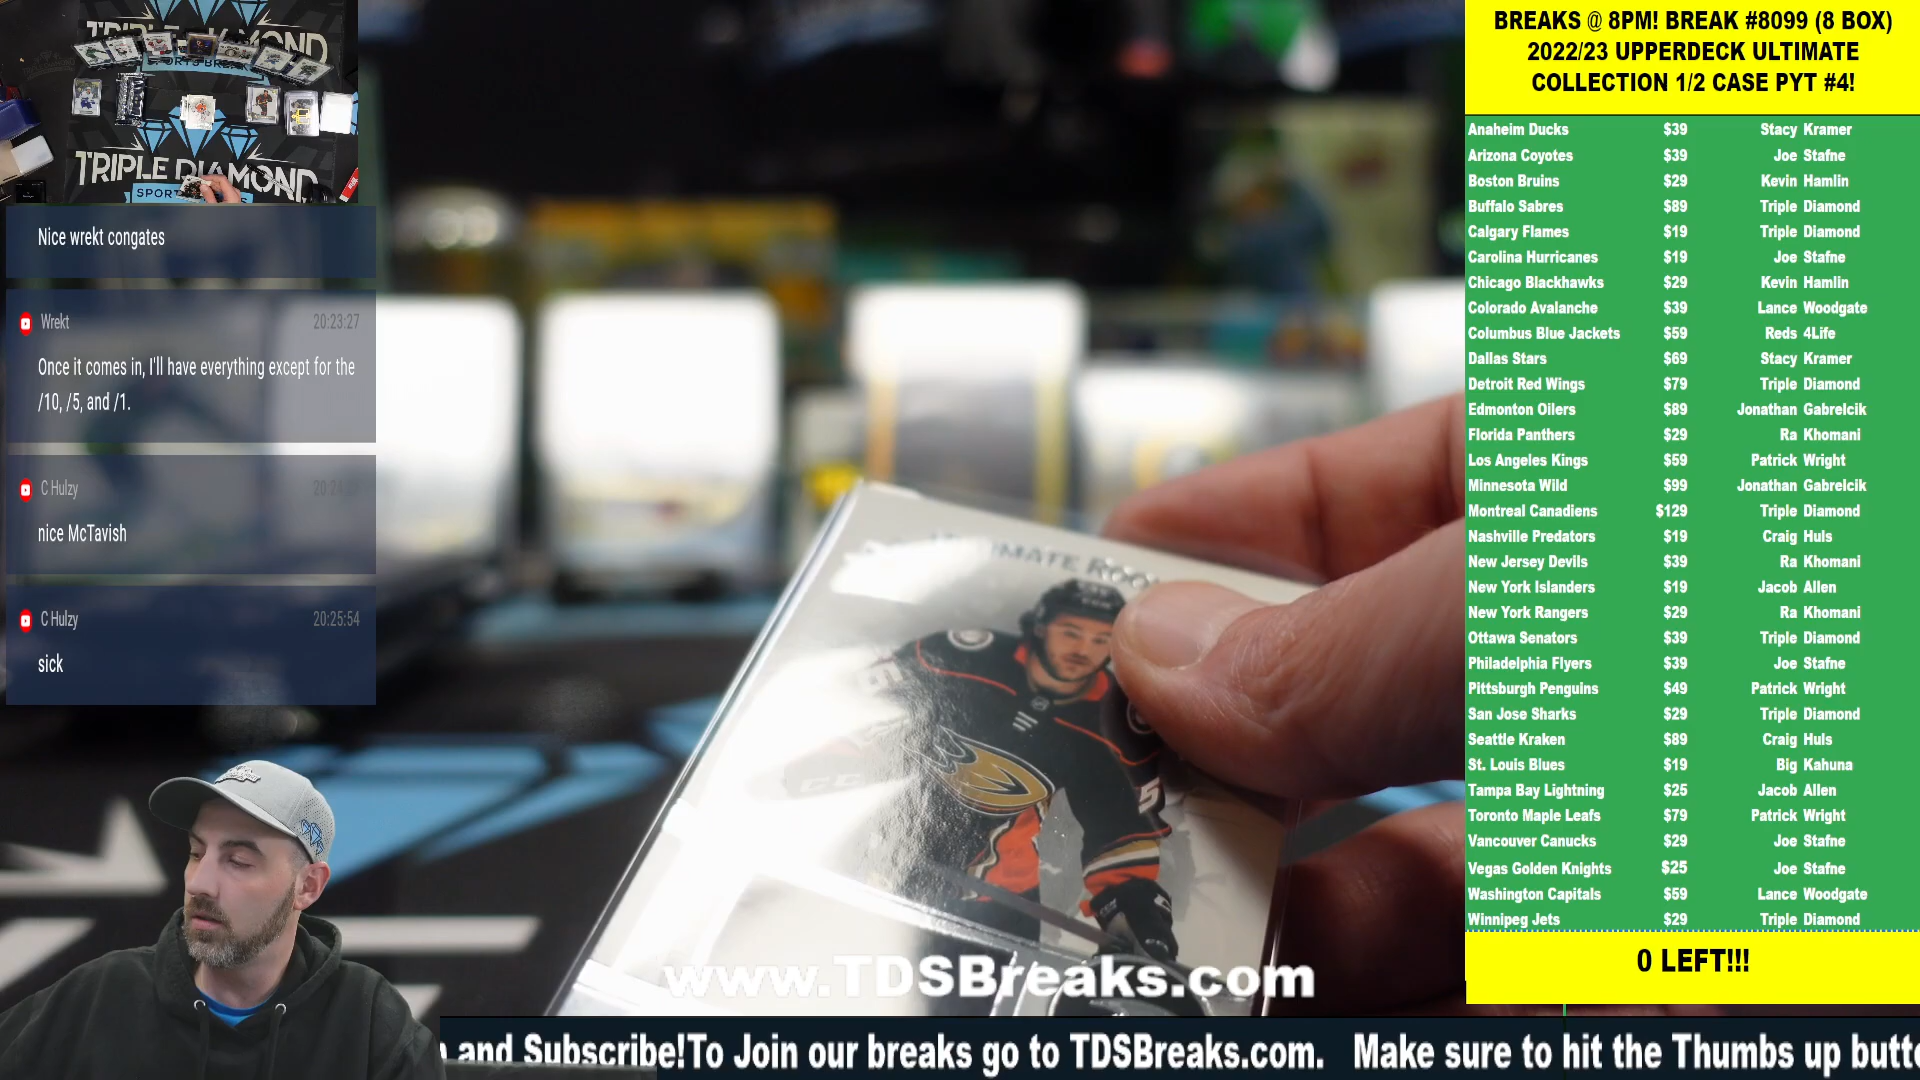 TRIPLE DIAMOND
SPORTS BREAKS
TRIPLE DIAMOND
Nice wrekt congates
Wrekt 20:23:27
Once it comes in, I'll have everything except for the
/10, /5, and /1.
C Hulzy
nice McTavish
C Hulzy 20:25:54
sick
BREAKS @ 8PM! BREAK #8099 (8 BOX)
2022/23 UPPERDECK ULTIMATE
COLLECTION 1/2 CASE PYT #4!
Anaheim Ducks $39 Stacy Kramer
Arizona Coyotes $39 Joe Stafne
Boston Bruins $29 Kevin Hamlin
Buffalo Sabres $89 Triple Diamond
Calgary Flames $19 Triple Diamond
Carolina Hurricanes $19 Joe Stafne
Chicago Blackhawks $29 Kevin Hamlin
Colorado Avalanche $39 Lance Woodgate
Columbus Blue Jackets $59 Reds 4Life
Dallas Stars $69 Stacy Kramer
Detroit Red Wings $79 Triple Diamond
Edmonton Oilers $89 Jonathan Gabrelcik
Florida Panthers $29 Ra Khomani
Los Angeles Kings $59 Patrick Wright
Minnesota Wild $99 Jonathan Gabrelcik
Montreal Canadiens $129 Triple Diamond
Nashville Predators $19 Craig Huls
New Jersey Devils $39 Ra Khomani
New York Islanders $19 Jacob Allen
New York Rangers $29 Ra Khomani
Ottawa Senators $39 Triple Diamond
Philadelphia Flyers $39 Joe Stafne
Pittsburgh Penguins $49 Patrick Wright
San Jose Sharks $29 Triple Diamond
Seattle Kraken $89 Craig Huls
St. Louis Blues $19 Big Kahuna
Tampa Bay Lightning $25 Jacob Allen
Toronto Maple Leafs $79 Patrick Wright
Vancouver Canucks $29 Joe Stafne
Vegas Golden Knights $25 Joe Stafne
Washington Capitals $59 Lance Woodgate
Winnipeg Jets $29 Triple Diamond
0 LEFT!!!
www.TDSBreaks.com
and Subscribe!To Join our breaks go to TDSBreaks.com. Make sure to hit the Thumbs up